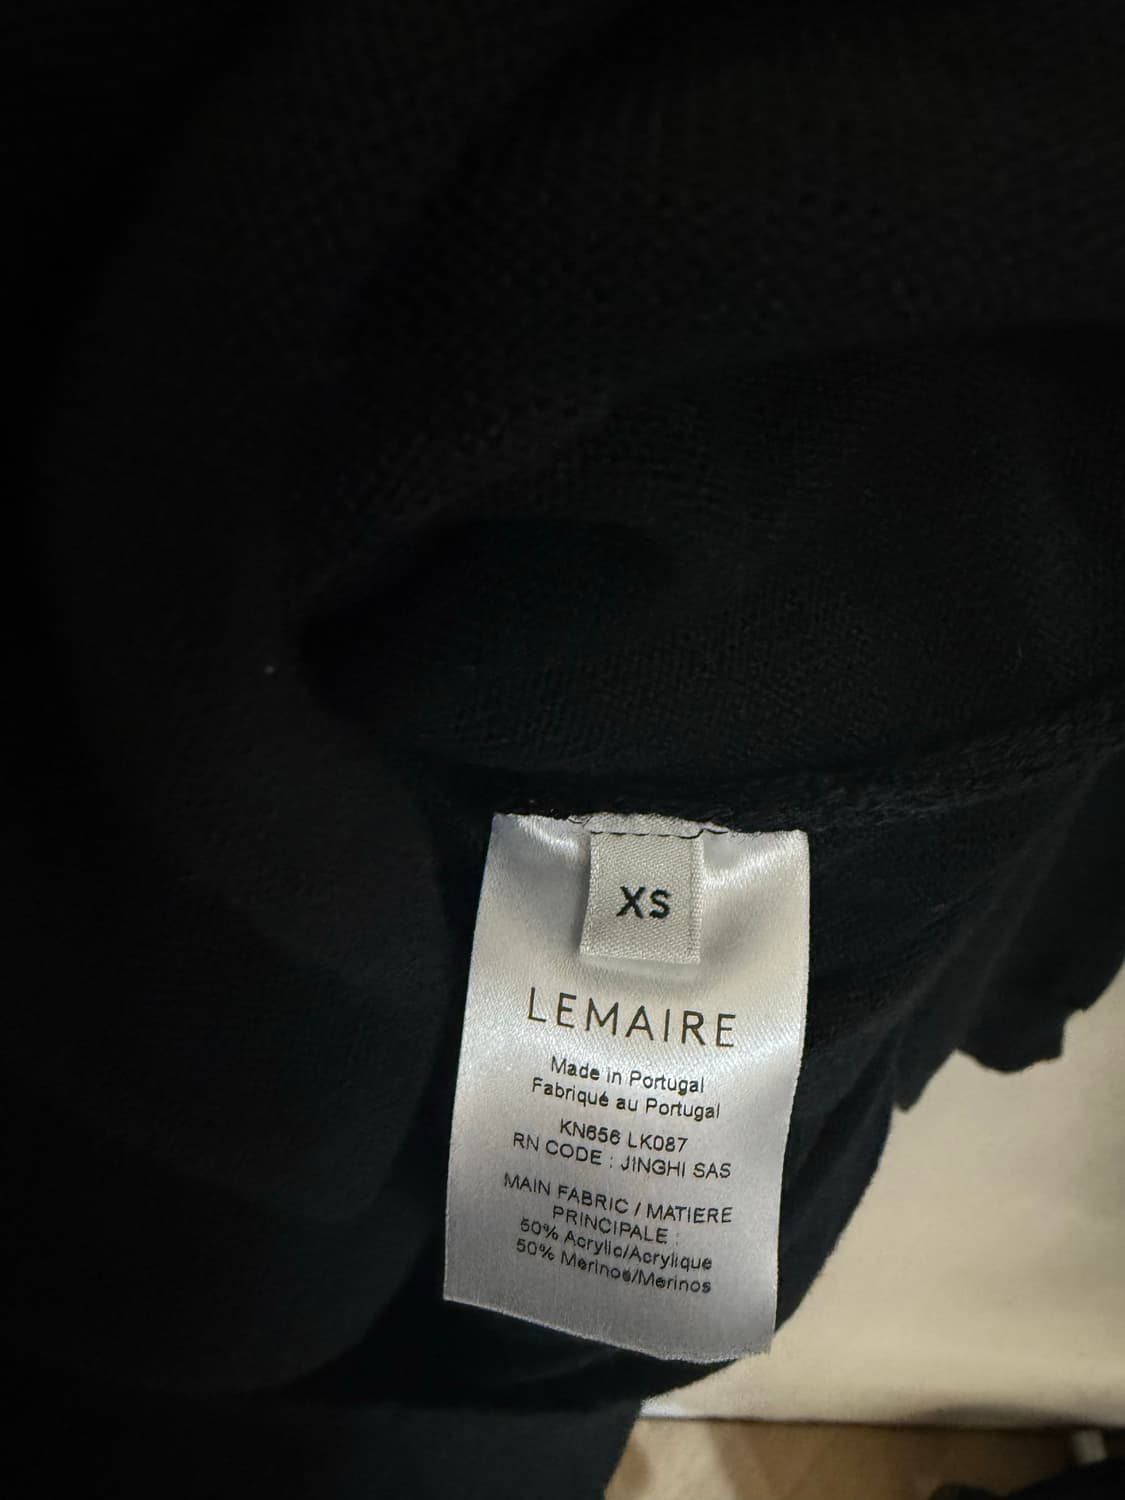 XS
LEMAIRE
Made in Portugal
Fabriqué au Portugal
KN656 LK087
RN CODE : JINGHI SAS
MAIN FABRIC / MATIERE
PRINCIPALE :
50% Acrylic/Acrylique
50% Merinos/Merinos